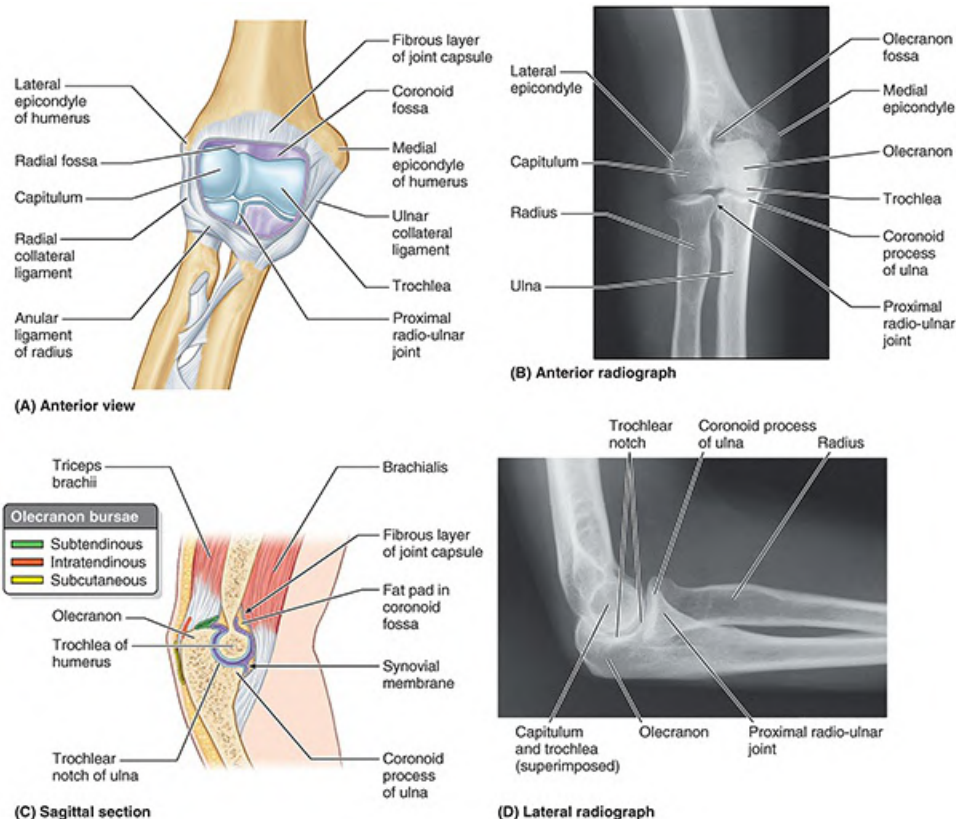 Fibrous layer
of joint capsule
Lateral
epicondyle
of humerus
Coronoid
fossa
Radial fossa
Medial
epicondyle
of humerus
Capitulum
Radial
collateral
ligament
Ulnar
collateral
ligament
Trochlea
Anular
ligament
of radius
Proximal
radio-ulnar
joint
(A) Anterior view
Olecranon
fossa
Lateral
epicondyle
Medial
epicondyle
Capitulum
Olecranon
Trochlea
Radius
Coronoid
process
of ulna
Ulna
Proximal
radio-ulnar
joint
(B) Anterior radiograph
Triceps
brachii
Brachialis
Olecranon bursae
Subtendinous
Intratendinous
Subcutaneous
Fibrous layer
of joint capsule
Fat pad in
coronoid
fossa
Olecranon
Trochlea of
humerus
Synovial
membrane
Trochlear
notch of ulna
Coronoid
process
of ulna
(C) Sagittal section
Trochlear
notch
Coronoid process
of ulna
Radius
Capitulum
and trochlea
(superimposed)
Olecranon
Proximal radio-ulnar
joint
(D) Lateral radiograph